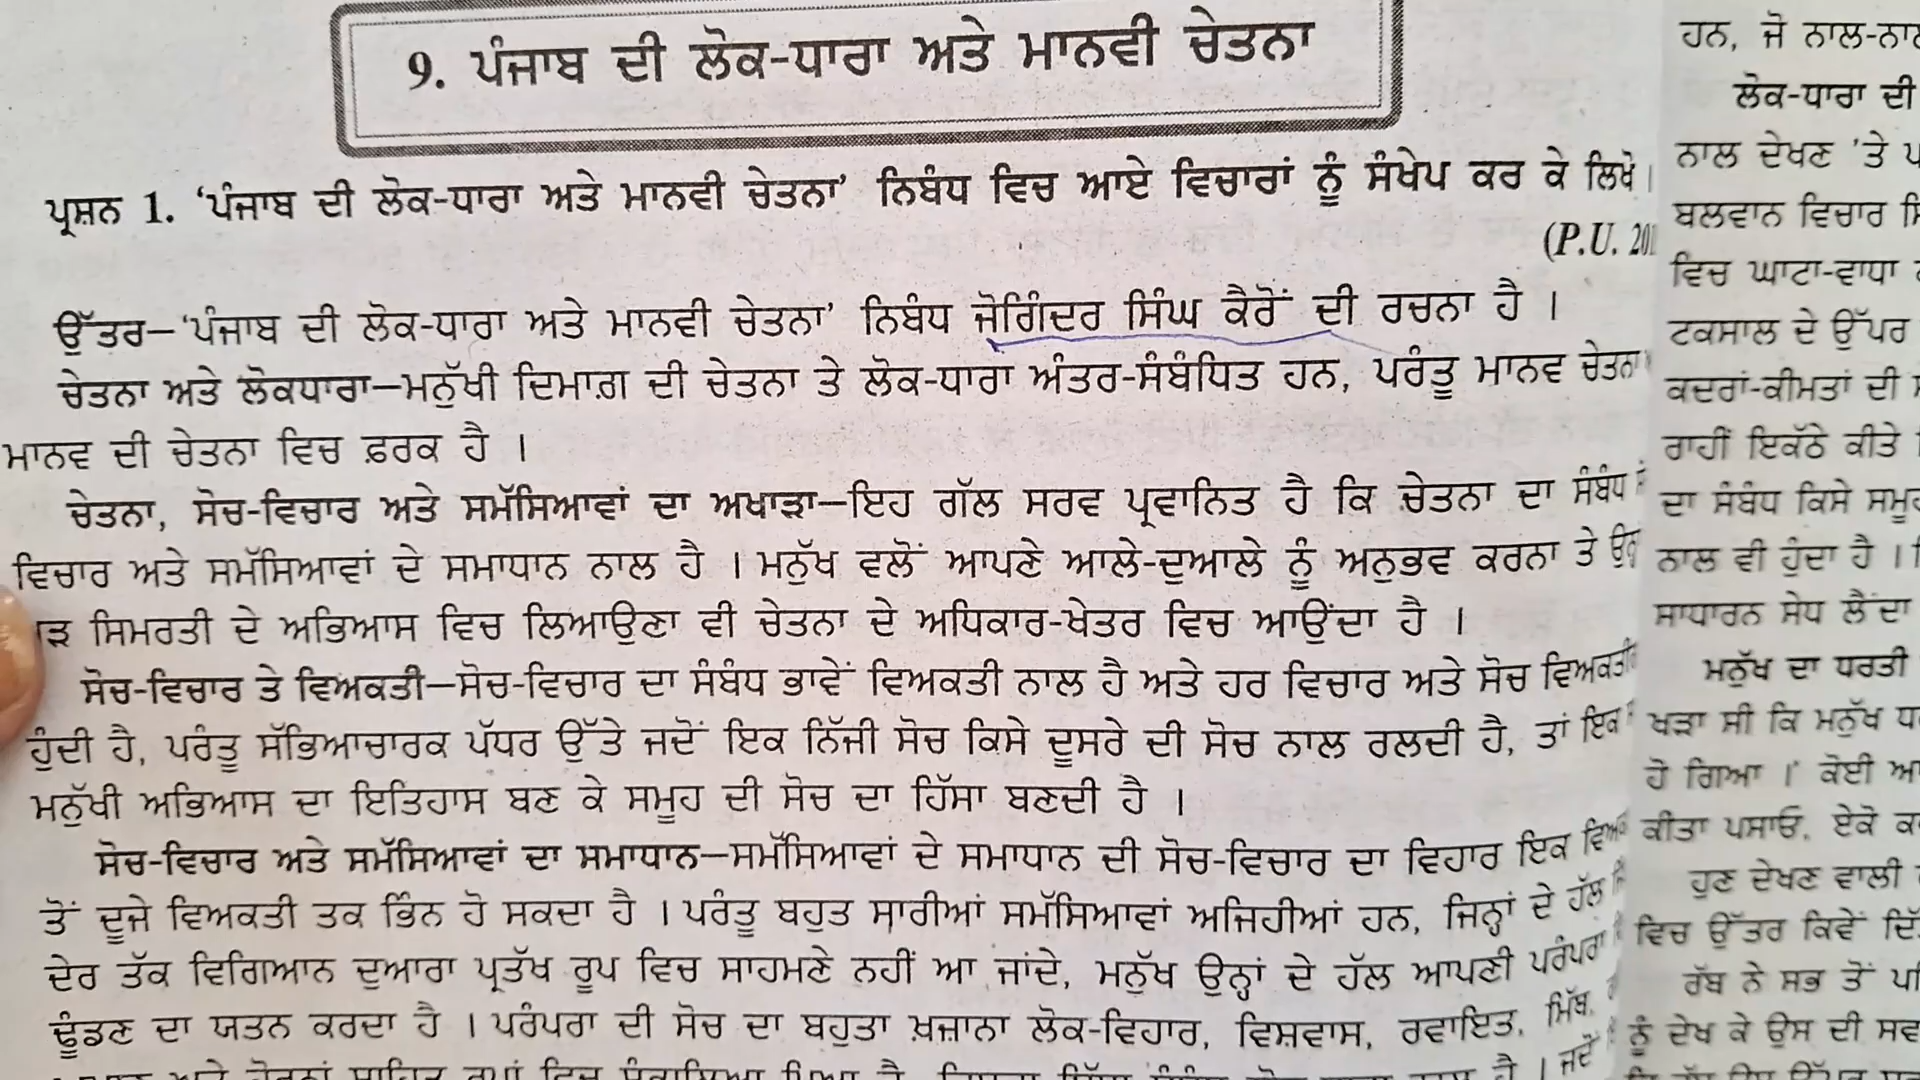 9. ਪੰਜਾਬ ਦੀ ਲੋਕ-ਧਾਰਾ ਅਤੇ ਮਾਨਵੀ ਚੇਤਨਾ
ਪ੍ਰਸ਼ਨ 1. ‘ਪੰਜਾਬ ਦੀ ਲੋਕ-ਧਾਰਾ ਅਤੇ ਮਾਨਵੀ ਚੇਤਨਾ’ ਨਿਬੰਧ ਵਿਚ ਆਏ ਵਿਚਾਰਾਂ ਨੂੰ ਸੰਖੇਪ ਕਰ ਕੇ ਲਿਖੋ।
(P.U. 201
ਉੱਤਰ—‘ਪੰਜਾਬ ਦੀ ਲੋਕ-ਧਾਰਾ ਅਤੇ ਮਾਨਵੀ ਚੇਤਨਾ’ ਨਿਬੰਧ ਜੋਗਿੰਦਰ ਸਿੰਘ ਕੈਰੋਂ ਦੀ ਰਚਨਾ ਹੈ ।
ਚੇਤਨਾ ਅਤੇ ਲੋਕਧਾਰਾ—ਮਨੁੱਖੀ ਦਿਮਾਗ਼ ਦੀ ਚੇਤਨਾ ਤੇ ਲੋਕ-ਧਾਰਾ ਅੰਤਰ-ਸੰਬੰਧਿਤ ਹਨ, ਪਰੰਤੂ ਮਾਨਵ ਚੇਤਨਾ
ਮਾਨਵ ਦੀ ਚੇਤਨਾ ਵਿਚ ਫ਼ਰਕ ਹੈ ।
ਚੇਤਨਾ, ਸੋਚ-ਵਿਚਾਰ ਅਤੇ ਸਮੱਸਿਆਵਾਂ ਦਾ ਅਖਾੜਾ—ਇਹ ਗੱਲ ਸਰਵ ਪ੍ਰਵਾਨਿਤ ਹੈ ਕਿ ਚੇਤਨਾ ਦਾ ਸੰਬੰਧ
ਵਿਚਾਰ ਅਤੇ ਸਮੱਸਿਆਵਾਂ ਦੇ ਸਮਾਧਾਨ ਨਾਲ ਹੈ । ਮਨੁੱਖ ਵਲੋਂ ਆਪਣੇ ਆਲੇ-ਦੁਆਲੇ ਨੂੰ ਅਨੁਭਵ ਕਰਨਾ ਤੇ
ਸਿਮਰਤੀ ਦੇ ਅਭਿਆਸ ਵਿਚ ਲਿਆਉਣਾ ਵੀ ਚੇਤਨਾ ਦੇ ਅਧਿਕਾਰ-ਖੇਤਰ ਵਿਚ ਆਉਂਦਾ ਹੈ ।
ਸੋਚ-ਵਿਚਾਰ ਤੇ ਵਿਅਕਤੀ—ਸੋਚ-ਵਿਚਾਰ ਦਾ ਸੰਬੰਧ ਭਾਵੇਂ ਵਿਅਕਤੀ ਨਾਲ ਹੈ ਅਤੇ ਹਰ ਵਿਚਾਰ ਅਤੇ ਸੋਚ ਵਿਅਕਤੀ
ਹੁੰਦੀ ਹੈ, ਪਰੰਤੂ ਸੱਭਿਆਚਾਰਕ ਪੱਧਰ ਉੱਤੇ ਜਦੋਂ ਇਕ ਨਿੱਜੀ ਸੋਚ ਕਿਸੇ ਦੂਸਰੇ ਦੀ ਸੋਚ ਨਾਲ ਰਲਦੀ ਹੈ, ਤਾਂ ਇਕ
ਮਨੁੱਖੀ ਅਭਿਆਸ ਦਾ ਇਤਿਹਾਸ ਬਣ ਕੇ ਸਮੂਹ ਦੀ ਸੋਚ ਦਾ ਹਿੱਸਾ ਬਣਦੀ ਹੈ ।
ਸੋਚ-ਵਿਚਾਰ ਅਤੇ ਸਮੱਸਿਆਵਾਂ ਦਾ ਸਮਾਧਾਨ—ਸਮੱਸਿਆਵਾਂ ਦੇ ਸਮਾਧਾਨ ਦੀ ਸੋਚ-ਵਿਚਾਰ ਦਾ ਵਿਹਾਰ ਇਕ
ਤੋਂ ਦੂਜੇ ਵਿਅਕਤੀ ਤਕ ਭਿੰਨ ਹੋ ਸਕਦਾ ਹੈ । ਪਰੰਤੂ ਬਹੁਤ ਸਾਰੀਆਂ ਸਮੱਸਿਆਵਾਂ ਅਜਿਹੀਆਂ ਹਨ, ਜਿਨ੍ਹਾਂ ਦੇ ਹੱਲ
ਦੇਰ ਤੱਕ ਵਿਗਿਆਨ ਦੁਆਰਾ ਪ੍ਰਤੱਖ ਰੂਪ ਵਿਚ ਸਾਹਮਣੇ ਨਹੀਂ ਆ ਜਾਂਦੇ, ਮਨੁੱਖ ਉਨ੍ਹਾਂ ਦੇ ਹੱਲ ਆਪਣੀ ਪਰੰਪਰਾ
ਢੂੰਡਣ ਦਾ ਯਤਨ ਕਰਦਾ ਹੈ । ਪਰੰਪਰਾ ਦੀ ਸੋਚ ਦਾ ਬਹੁਤਾ ਖ਼ਜ਼ਾਨਾ ਲੋਕ-ਵਿਹਾਰ, ਵਿਸ਼ਵਾਸ, ਰਵਾਇਤ, ਮਿੱਥ,
ਹਨ, ਜੋ
ਲੋਕ-ਧਾਰਾ ਦੀ
ਨਾਲ ਦੇਖਣ ’ਤੇ
ਬਲਵਾਨ ਵਿਚਾਰ
ਵਿਚ ਘਾਟਾ-ਵਾਧਾ
ਟਕਸਾਲ ਦੇ ਉੱਪਰ
ਕਦਰਾਂ-ਕੀਮਤਾਂ ਦੀ
ਰਾਹੀਂ ਇਕੱਠੇ ਕੀਤੇ
ਦਾ ਸੰਬੰਧ ਕਿਸੇ
ਨਾਲ ਵੀ ਹੁੰਦਾ ਹੈ ।
ਸਾਧਾਰਨ ਸੇਧ ਲੈਂਦਾ
ਮਨੁੱਖ ਦਾ ਧਰਤੀ
ਖੜਾ ਸੀ ਕਿ ਮਨੁੱਖ
ਹੋ ਗਿਆ । ਕੋਈ
ਕੀਤਾ ਪਸਾਓ, ਏਕੋ
ਹੁਣ ਦੇਖਣ ਵਾਲੀ
ਵਿਚ ਉੱਤਰ ਕਿਵੇਂ
ਰੱਬ ਨੇ ਸਭ ਤੋਂ
ਨੂੰ ਦੇਖ ਕੇ ਉਸ ਦੀ